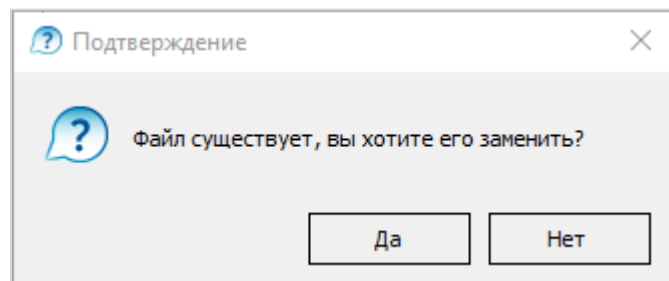 Подтверждение
Файл существует, вы хотите его заменить?
Да
Нет